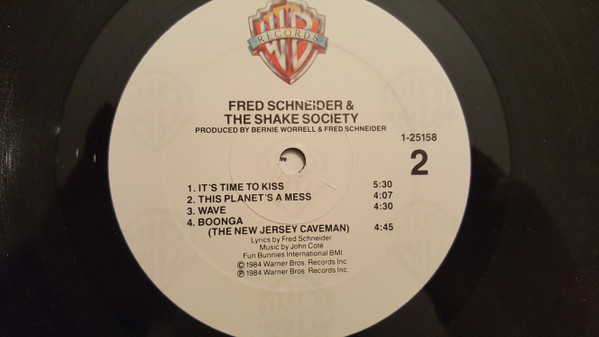 WB
RECORDS
FRED SCHNEIDER &
THE SHAKE SOCIETY
PRODUCED BY BERNIE WORRELL & FRED SCHNEIDER
1-25158
2
1. IT'S TIME TO KISS 5:30
2. THIS PLANET'S A MESS 4:07
3. WAVE 4:30
4. BOONGA
(THE NEW JERSEY CAVEMAN) 4:45
Lyrics by Fred Schneider
Music by John Coté
Fun Bunnies International BMI
©1984 Warner Bros. Records Inc.
℗1984 Warner Bros. Records Inc.